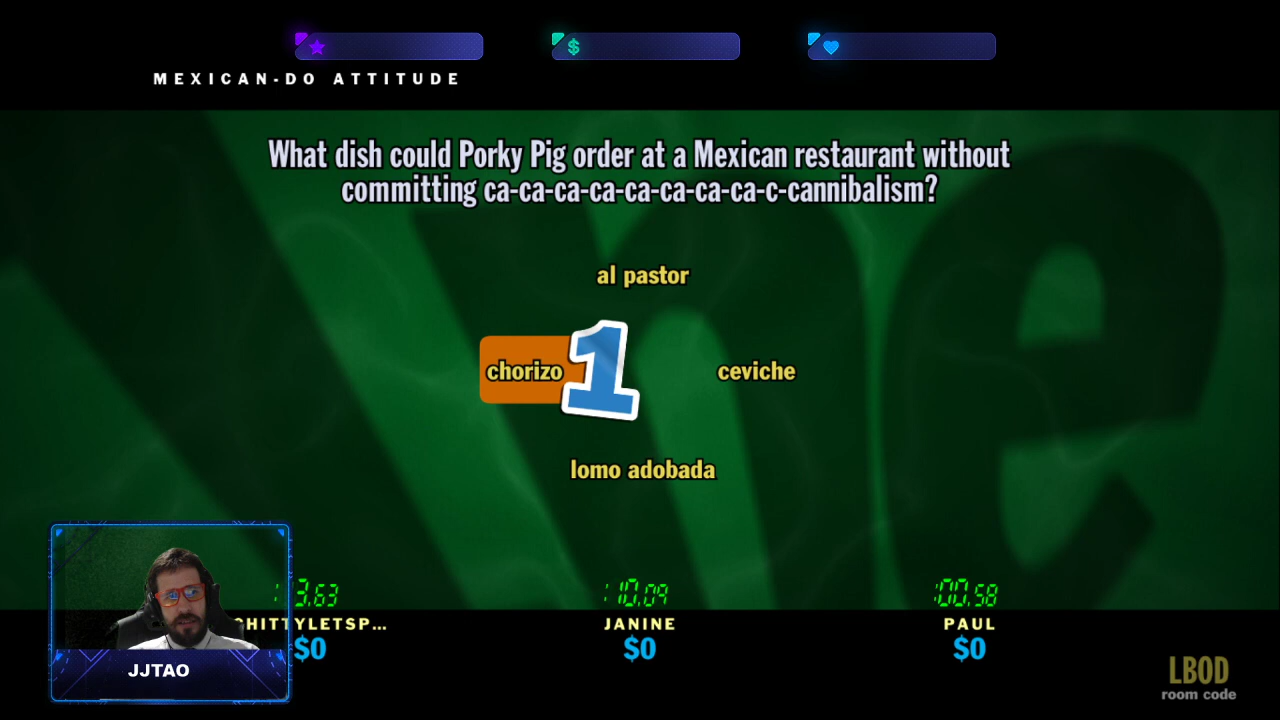 MEXICAN-DO ATTITUDE
What dish could Porky Pig order at a Mexican restaurant without
committing ca-ca-ca-ca-ca-ca-ca-ca-c-cannibalism?
al pastor
chorizo
1
ceviche
lomo adobada
3.63
10.09
:00.58
HITTYLETSP...
JANINE
PAUL
$0
$0
$0
JJTAO
LBOD
room code